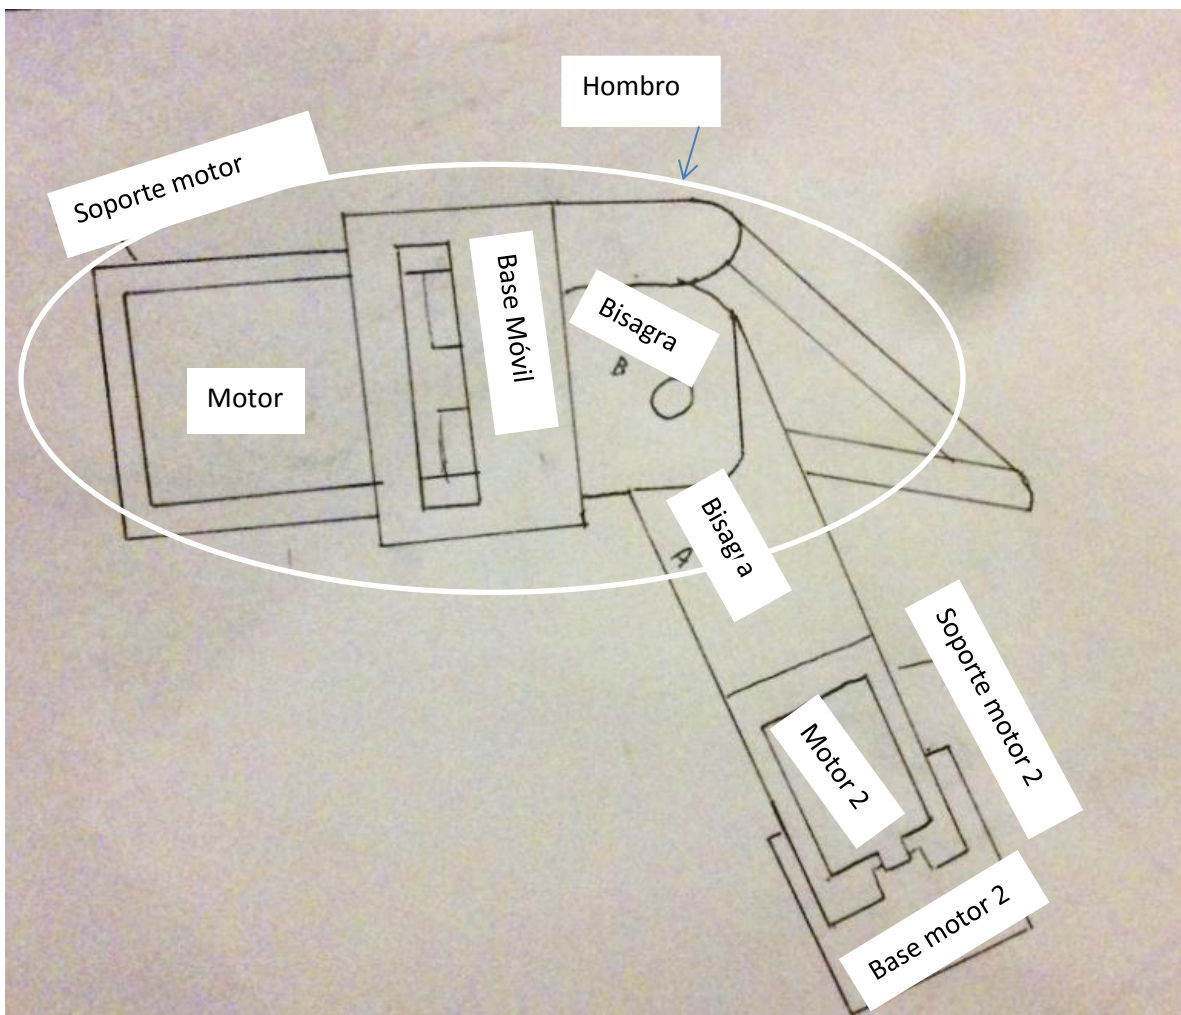 Hombro
Soporte motor
Base Móvil
Bisagra
B
Motor
Bisagra
A
Soporte motor 2
Motor 2
Base motor 2